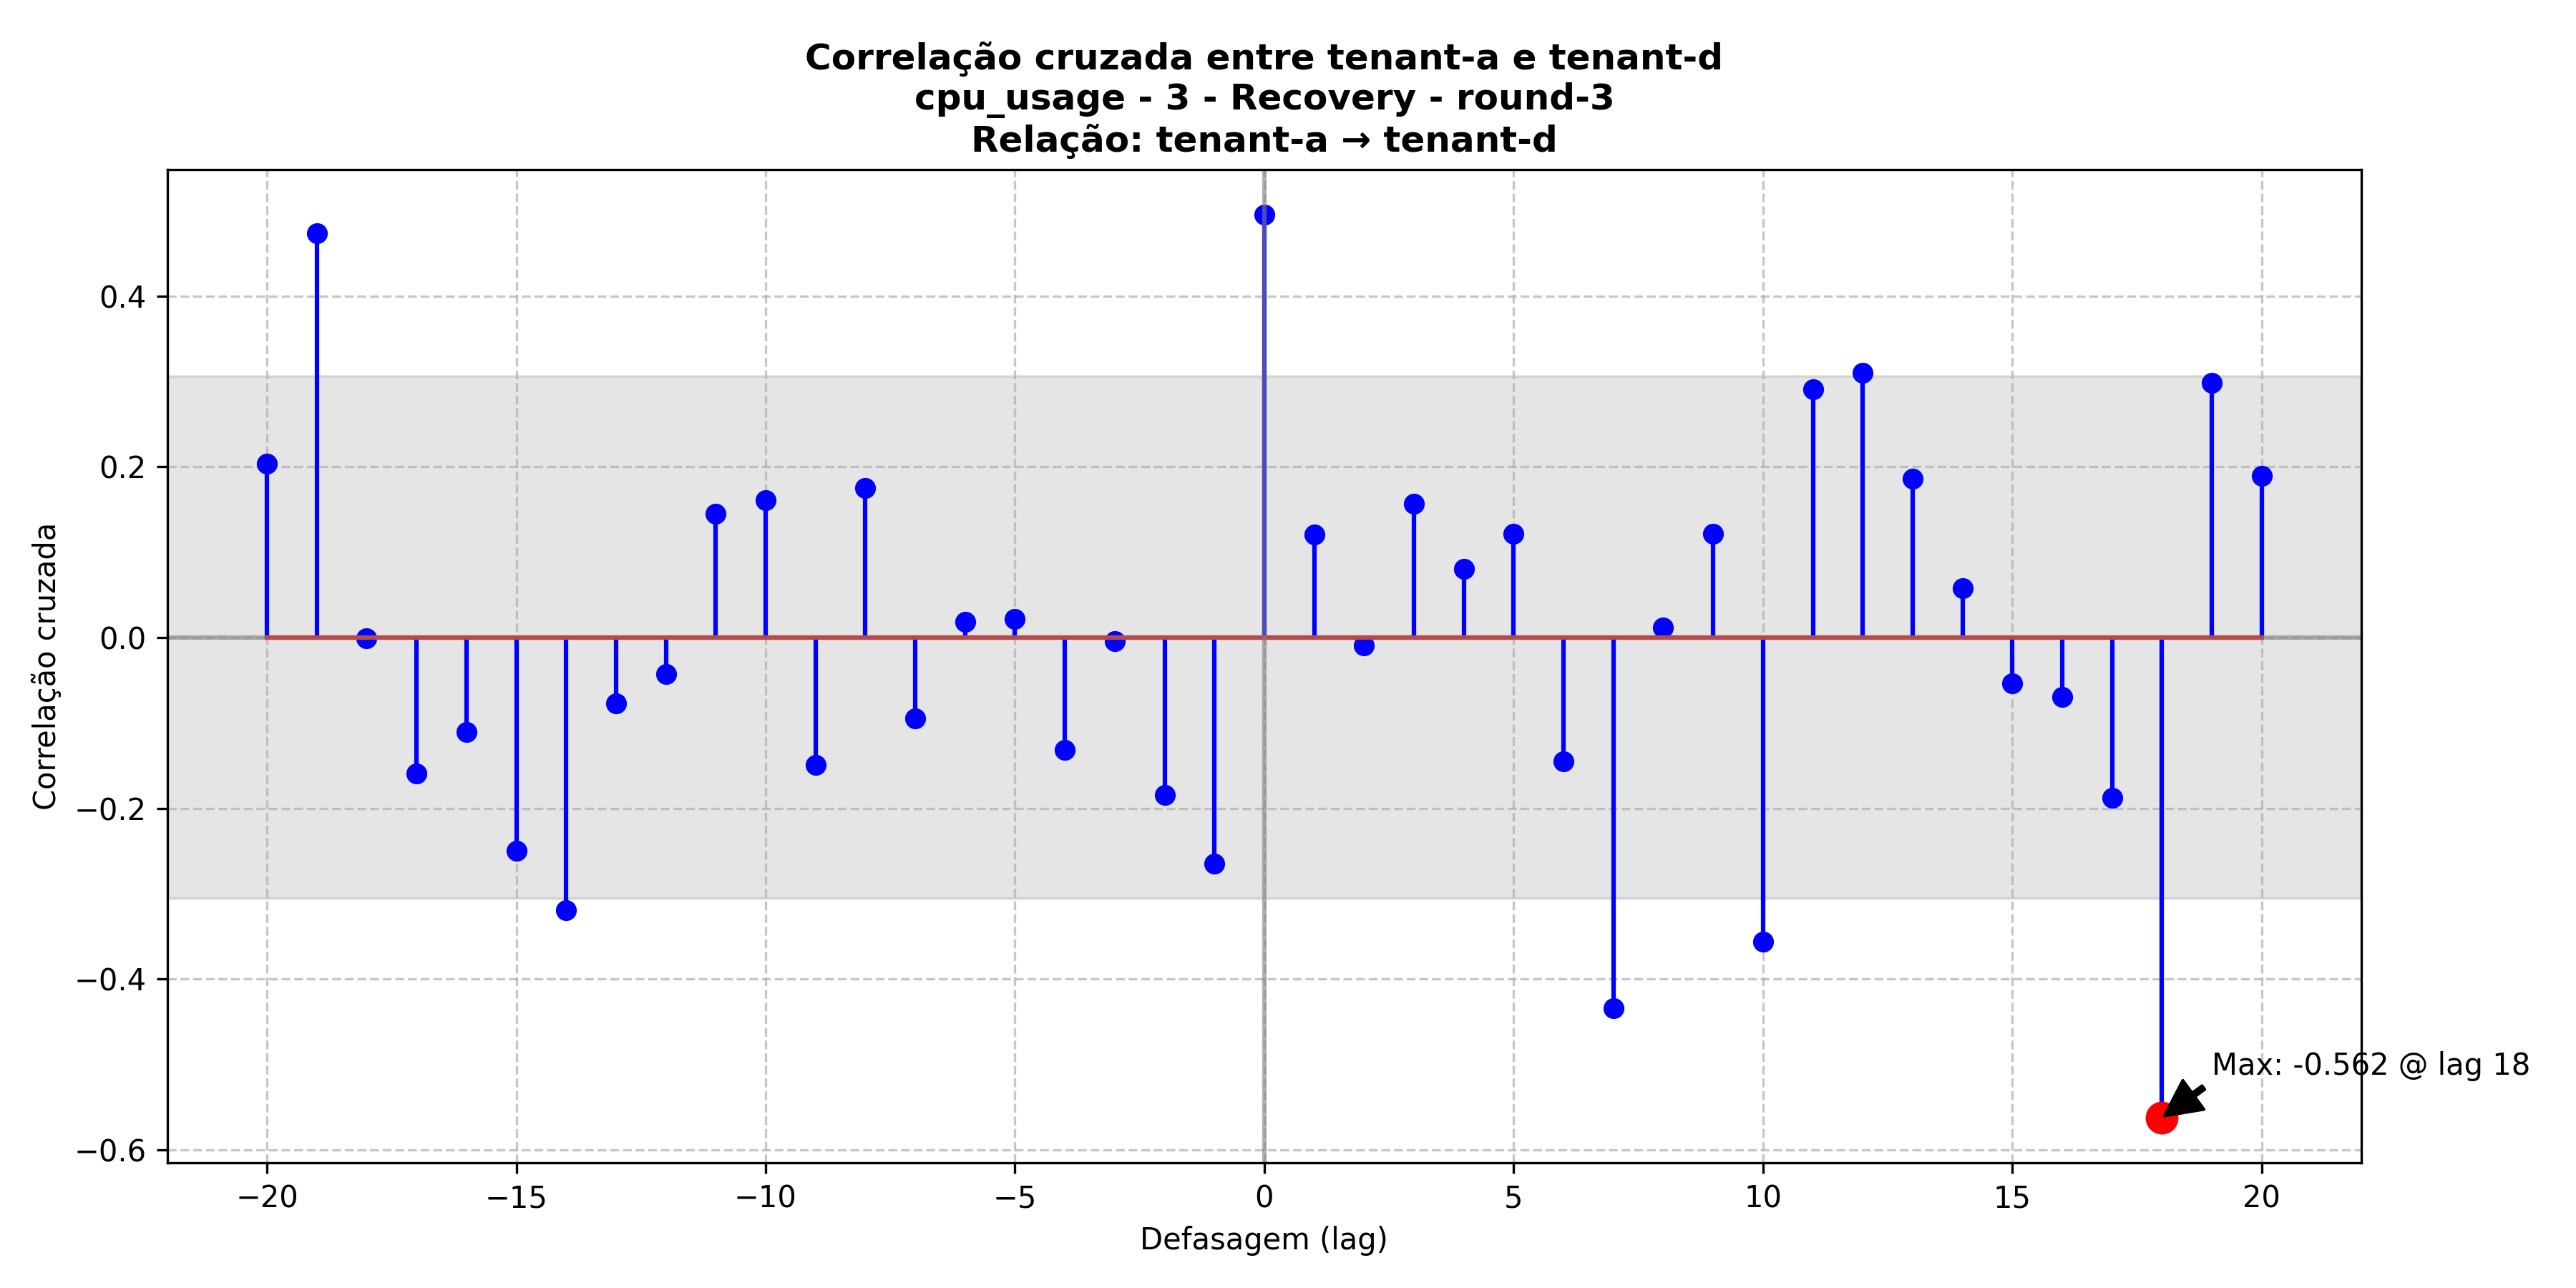 Correlação cruzada entre tenant-a e tenant-d
cpu_usage - 3 - Recovery - round-3
Relação: tenant-a → tenant-d
Correlação cruzada
0.4
0.2
0.0
−0.2
−0.4
−0.6
Max: -0.562 @ lag 18
−20
−15
−10
−5
0
5
10
15
20
Defasagem (lag)